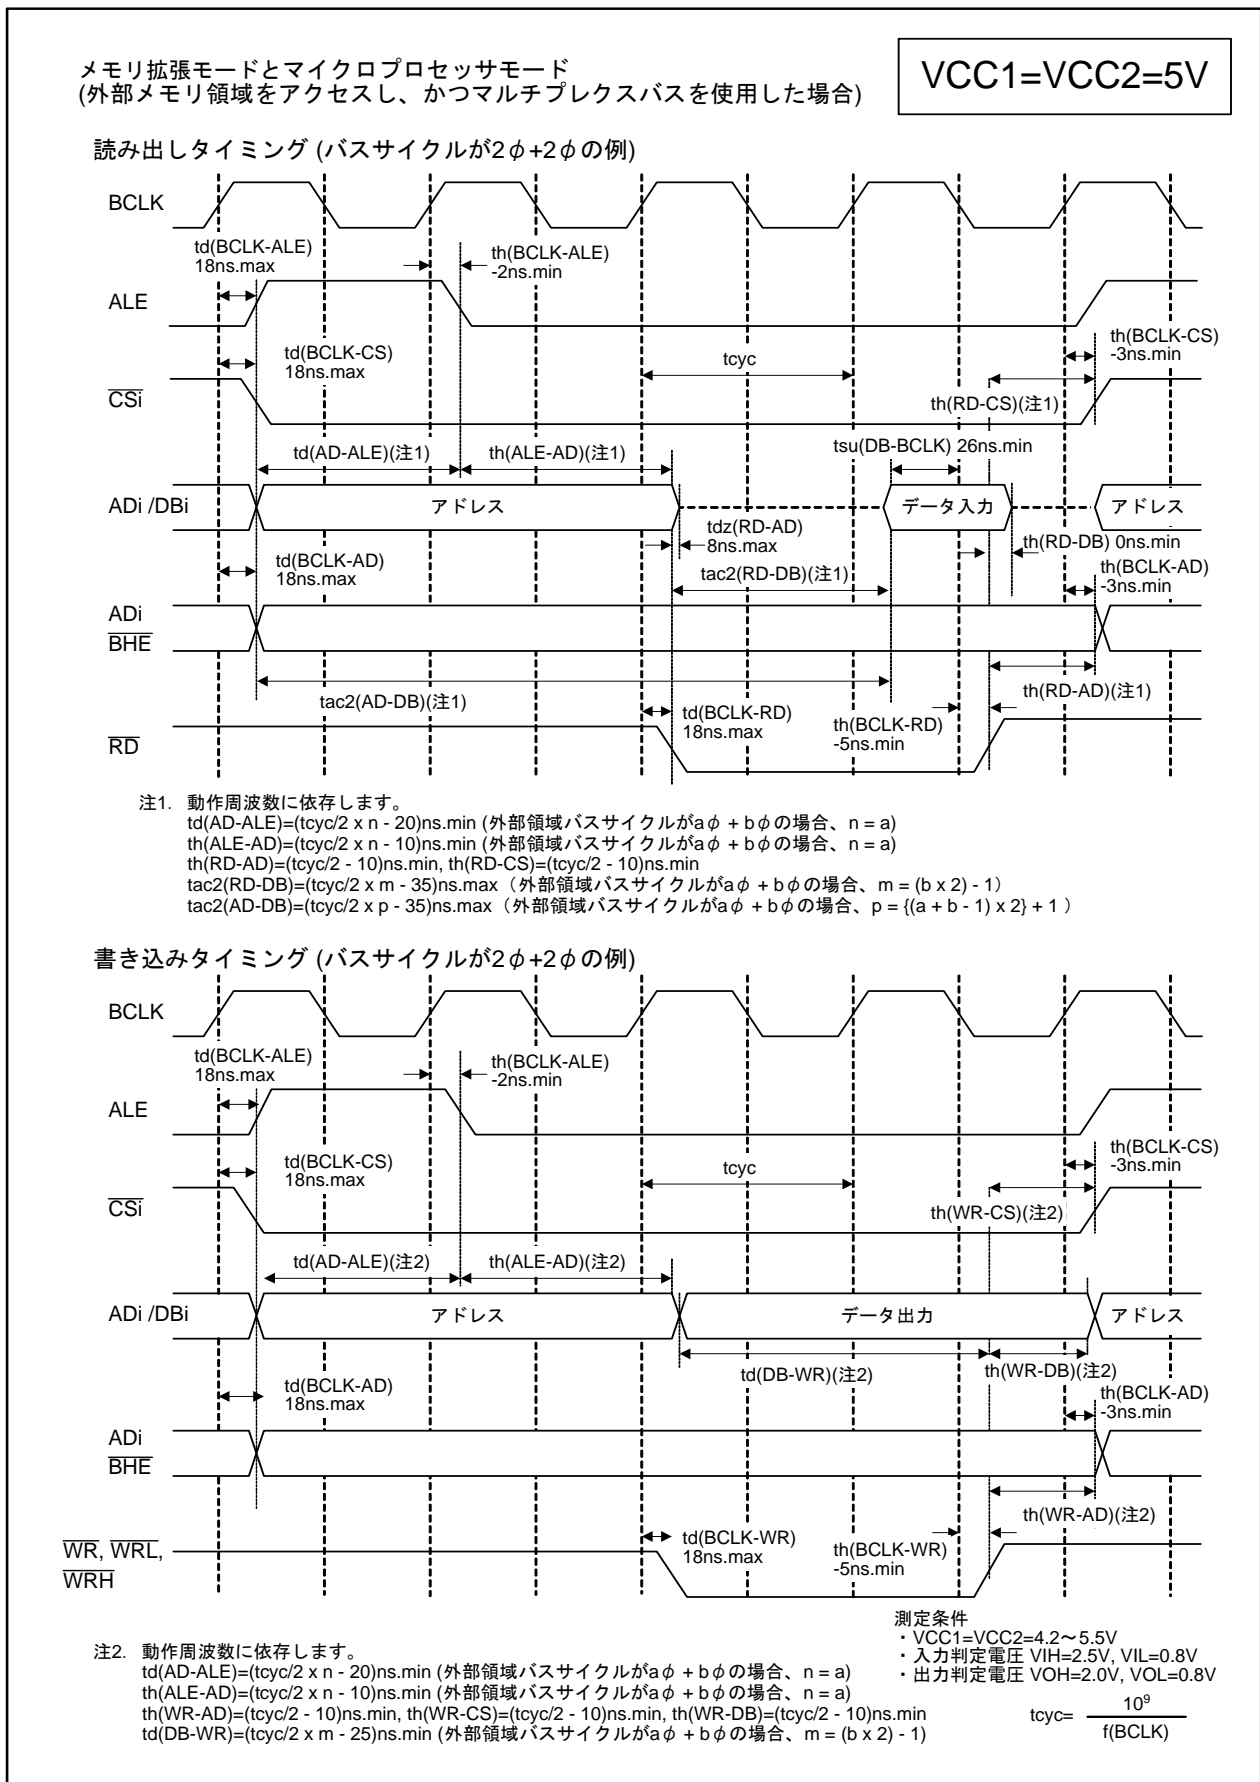 メモリ拡張モードとマイクロプロセッサモード
(外部メモリ領域をアクセスし、かつマルチプレクスバスを使用した場合)
VCC1=VCC2=5V
読み出しタイミング (バスサイクルが2φ+2φの例)
BCLK
td(BCLK-ALE)
18ns.max
th(BCLK-ALE)
-2ns.min
ALE
td(BCLK-CS)
18ns.max
tcyc
th(BCLK-CS)
-3ns.min
CSi
th(RD-CS)(注1)
td(AD-ALE)(注1)
th(ALE-AD)(注1)
tsu(DB-BCLK) 26ns.min
ADi /DBi
アドレス
データ入力
アドレス
tdz(RD-AD)
8ns.max
th(RD-DB) 0ns.min
td(BCLK-AD)
18ns.max
tac2(RD-DB)(注1)
th(BCLK-AD)
-3ns.min
ADi
BHE
tac2(AD-DB)(注1)
th(RD-AD)(注1)
td(BCLK-RD)
18ns.max
th(BCLK-RD)
-5ns.min
RD
注1. 動作周波数に依存します。
td(AD-ALE)=(tcyc/2 x n - 20)ns.min (外部領域バスサイクルがaφ + bφの場合、n = a)
th(ALE-AD)=(tcyc/2 x n - 10)ns.min (外部領域バスサイクルがaφ + bφの場合、n = a)
th(RD-AD)=(tcyc/2 - 10)ns.min, th(RD-CS)=(tcyc/2 - 10)ns.min
tac2(RD-DB)=(tcyc/2 x m - 35)ns.max（外部領域バスサイクルがaφ + bφの場合、m = (b x 2) - 1）
tac2(AD-DB)=(tcyc/2 x p - 35)ns.max（外部領域バスサイクルがaφ + bφの場合、p = {(a + b - 1) x 2} + 1 ）
書き込みタイミング (バスサイクルが2φ+2φの例)
BCLK
td(BCLK-ALE)
18ns.max
th(BCLK-ALE)
-2ns.min
ALE
td(BCLK-CS)
18ns.max
tcyc
th(BCLK-CS)
-3ns.min
CSi
th(WR-CS)(注2)
td(AD-ALE)(注2)
th(ALE-AD)(注2)
ADi /DBi
アドレス
データ出力
アドレス
td(DB-WR)(注2)
th(WR-DB)(注2)
td(BCLK-AD)
18ns.max
th(BCLK-AD)
-3ns.min
ADi
BHE
th(WR-AD)(注2)
td(BCLK-WR)
18ns.max
th(BCLK-WR)
-5ns.min
WR, WRL,
WRH
測定条件
・VCC1=VCC2=4.2～5.5V
・入力判定電圧 VIH=2.5V, VIL=0.8V
・出力判定電圧 VOH=2.0V, VOL=0.8V
注2. 動作周波数に依存します。
td(AD-ALE)=(tcyc/2 x n - 20)ns.min (外部領域バスサイクルがaφ + bφの場合、n = a)
th(ALE-AD)=(tcyc/2 x n - 10)ns.min (外部領域バスサイクルがaφ + bφの場合、n = a)
th(WR-AD)=(tcyc/2 - 10)ns.min, th(WR-CS)=(tcyc/2 - 10)ns.min, th(WR-DB)=(tcyc/2 - 10)ns.min
td(DB-WR)=(tcyc/2 x m - 25)ns.min (外部領域バスサイクルがaφ + bφの場合、m = (b x 2) - 1)
10⁹
tcyc=
f(BCLK)